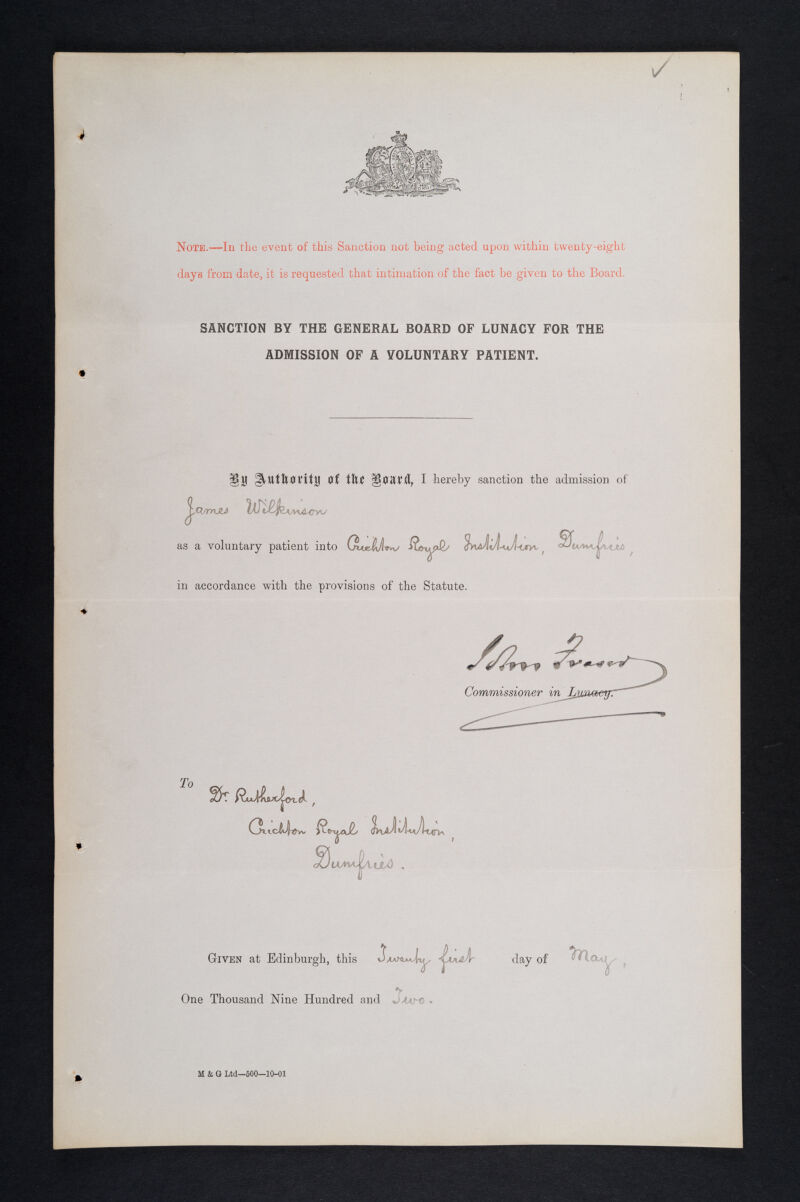 NOTE.—In the event of this Sanction not being acted upon within twenty-eight
days from date, it is requested that intimation of the fact be given to the Board.
SANCTION BY THE GENERAL BOARD OF LUNACY FOR THE
ADMISSION OF A VOLUNTARY PATIENT.
By Authority of the Board, I hereby sanction the admission of
James Wilkinson
as a voluntary patient into Crichton Royal Institution, Dumfries,
in accordance with the provisions of the Statute.
John Fraser
Commissioner in Lunacy.
To
Dr. Rutherford,
Crichton Royal Institution,
Dumfries.
GIVEN at Edinburgh, this Twenty first day of May,
One Thousand Nine Hundred and Two.
M & G Ltd—500—10-01